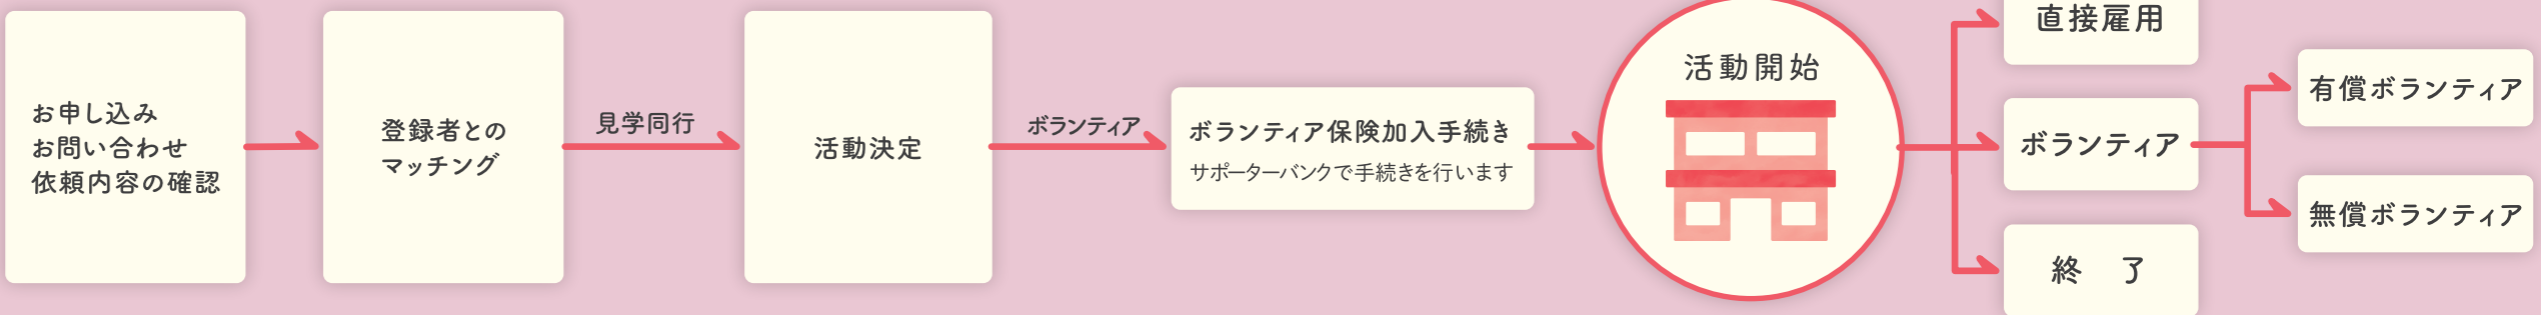 お申し込み
お問い合わせ
依頼内容の確認
登録者との
マッチング
見学同行
活動決定
ボランティア
ボランティア保険加入手続き
サポーターバンクで手続きを行います
活動開始
直接雇用
ボランティア
終　了
有償ボランティア
無償ボランティア